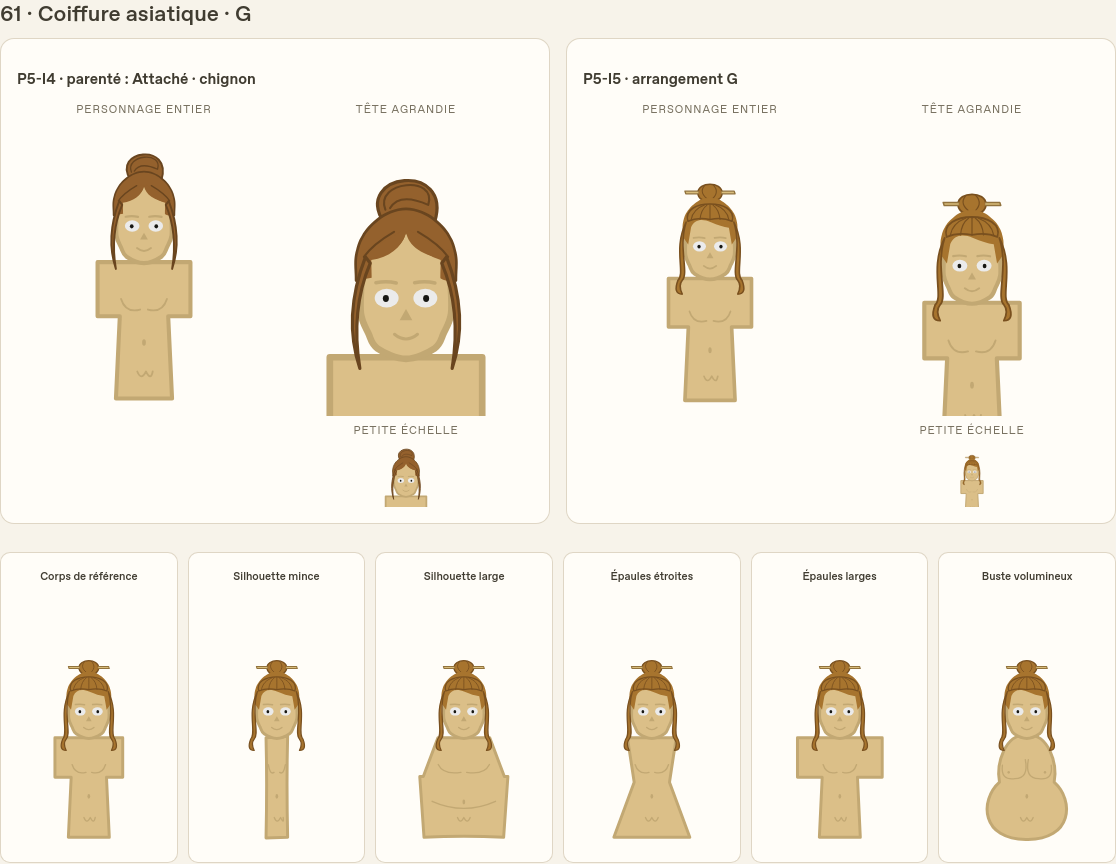 61 · Coiffure asiatique · G
P5-I4 · parenté : Attaché · chignon
PERSONNAGE ENTIER
TÊTE AGRANDIE
PETITE ÉCHELLE
P5-I5 · arrangement G
PERSONNAGE ENTIER
TÊTE AGRANDIE
PETITE ÉCHELLE
Corps de référence
Silhouette mince
Silhouette large
Épaules étroites
Épaules larges
Buste volumineux